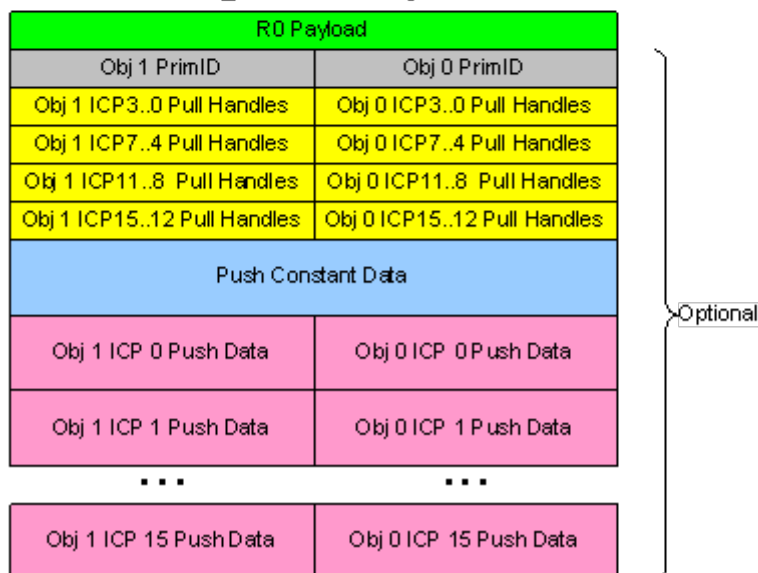 R0 Payload
Obj 1 PrimID Obj 0 PrimID
Obj 1 ICP3..0 Pull Handles Obj 0 ICP3..0 Pull Handles
Obj 1 ICP7..4 Pull Handles Obj 0 ICP7..4 Pull Handles
Obj 1 ICP11..8 Pull Handles Obj 0 ICP11..8 Pull Handles
Obj 1 ICP15..12 Pull Handles Obj 0 ICP15..12 Pull Handles
Push Constant Data
Optional
Obj 1 ICP 0 Push Data Obj 0 ICP 0 Push Data
Obj 1 ICP 1 Push Data Obj 0 ICP 1 Push Data
... ...
Obj 1 ICP 15 Push Data Obj 0 ICP 15 Push Data